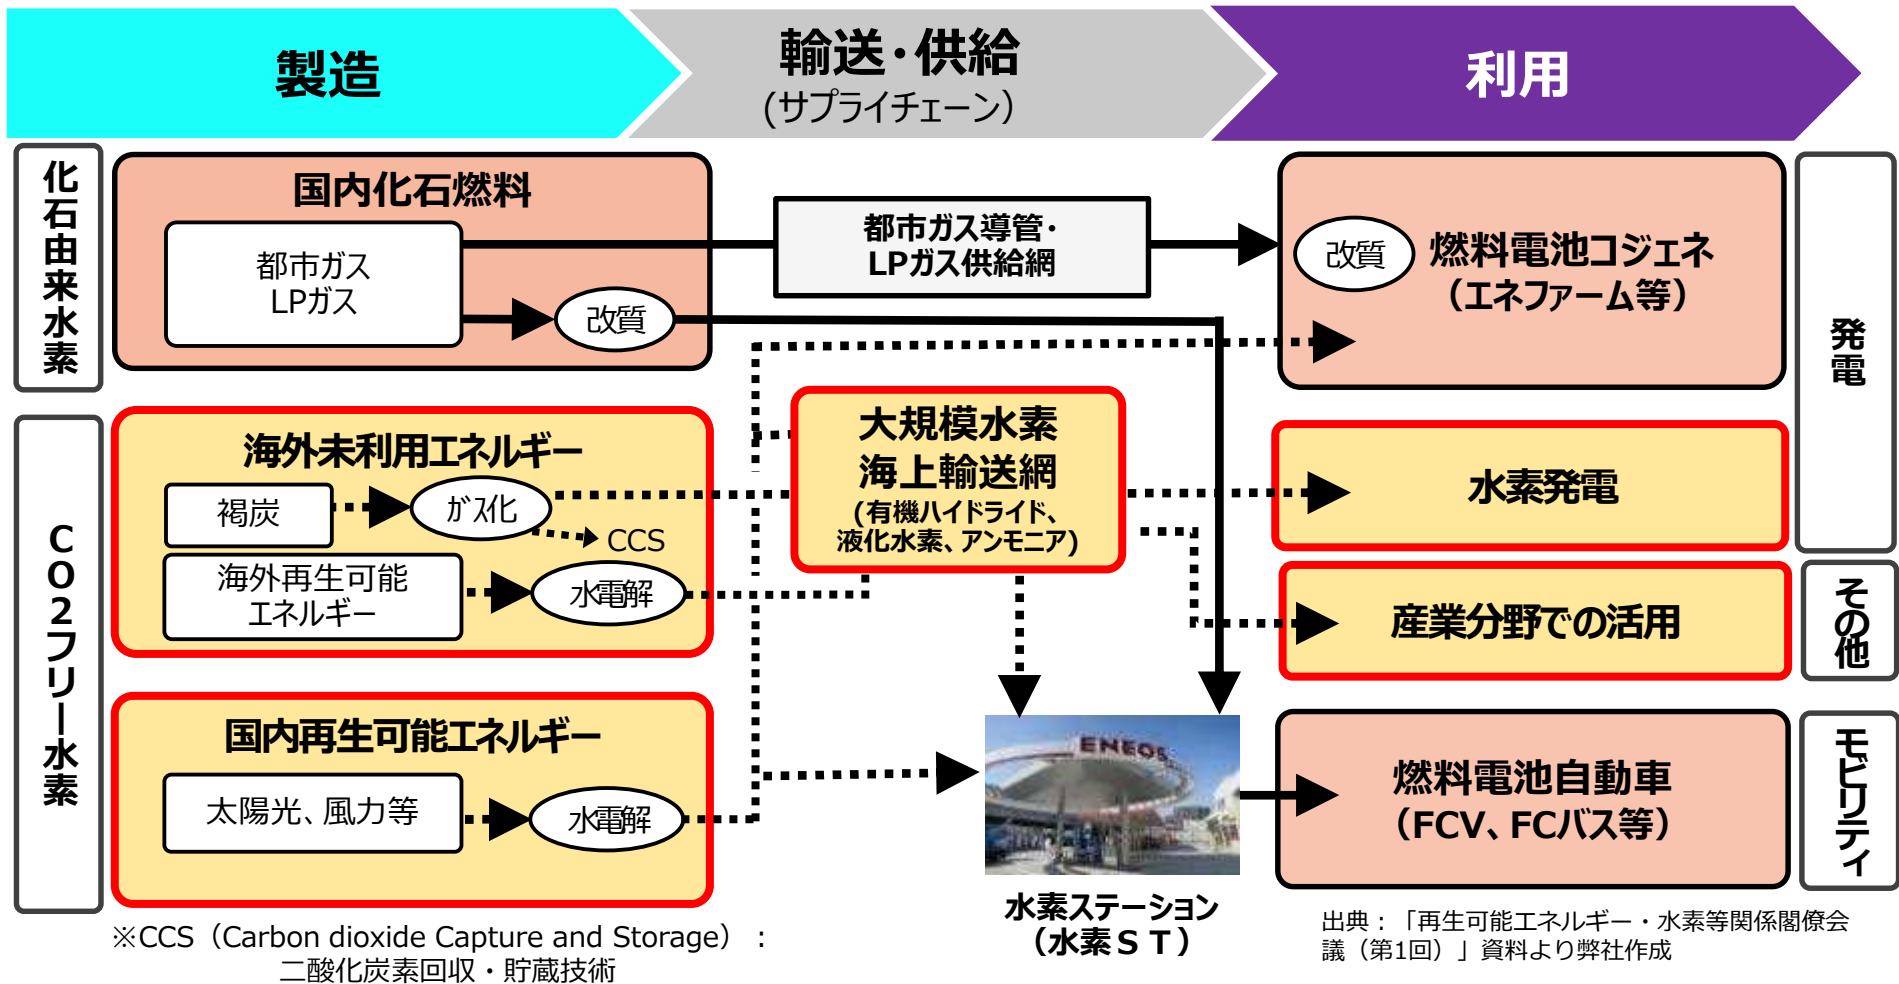 製造
輸送・供給
(サプライチェーン)
利用
化石由来水素
国内化石燃料
都市ガス
LPガス
改質
都市ガス導管・
LPガス供給網
改質
燃料電池コジェネ
(エネファーム等)
発電
CO2フリー水素
海外未利用エネルギー
褐炭
ガス化
CCS
海外再生可能
エネルギー
水電解
大規模水素
海上輸送網
(有機ハイドライド、
液化水素、アンモニア)
水素発電
産業分野での活用
その他
国内再生可能エネルギー
太陽光、風力等
水電解
ENEOS
水素ステーション
(水素ST)
燃料電池自動車
(FCV、FCバス等)
モビリティ
※CCS(Carbon dioxide Capture and Storage):
二酸化炭素回収・貯蔵技術
出典:「再生可能エネルギー・水素等関係閣僚会
議(第1回)」資料より弊社作成